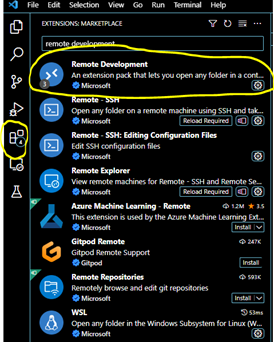 File Edit Selection View Go
EXTENSIONS: MARKETPLACE
remote development
Remote Development
An extension pack that lets you open any folder in a cont...
Microsoft
3
Remote - SSH
Open any folder on a remote machine using SSH and tak...
Microsoft
Reload Required
Remote - SSH: Editing Configuration Files
Edit SSH configuration files
Microsoft
4
Remote Explorer
View remote machines for Remote - SSH and Remote Se...
Microsoft
Reload Required
Azure Machine Learning - Remote 1.2M 3.5
This extension is used by the Azure Machine Learning Ext...
Microsoft
Install
Gitpod Remote 247K
Gitpod Remote Support
Gitpod
Install
Remote Repositories 593K
Remotely browse and edit git repositories
Microsoft
Install
WSL 53ms
Open any folder in the Windows Subsystem for Linux (W...
Microsoft